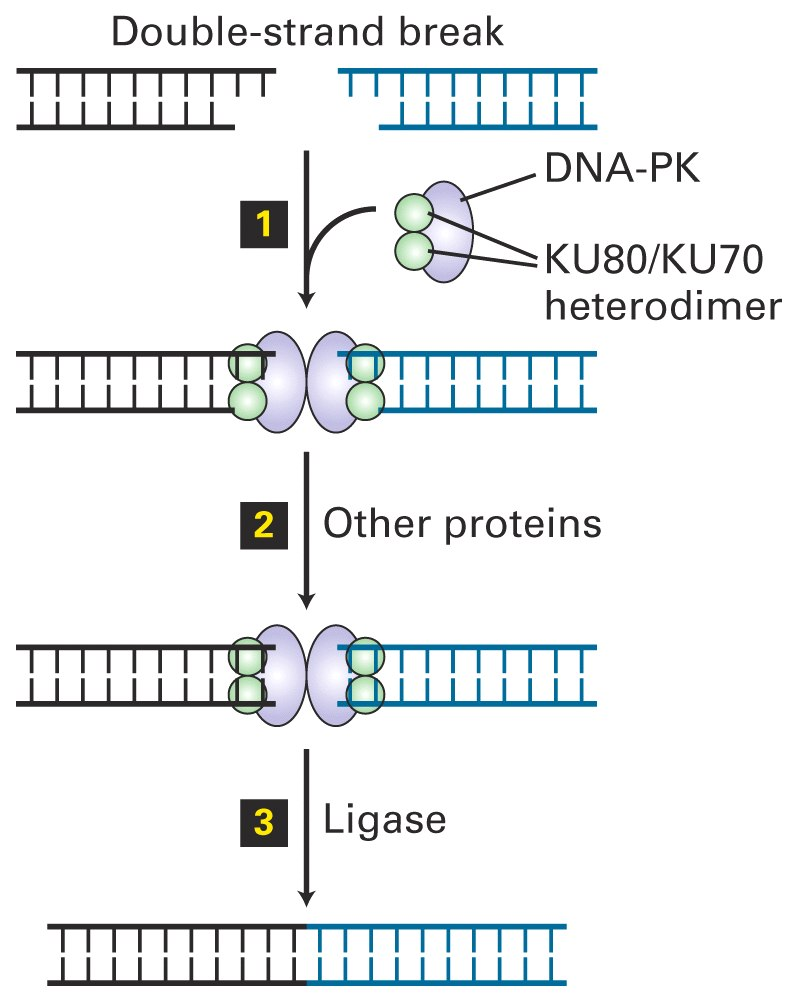 Double-strand break
DNA-PK
1
KU80/KU70
heterodimer
2
Other proteins
3
Ligase